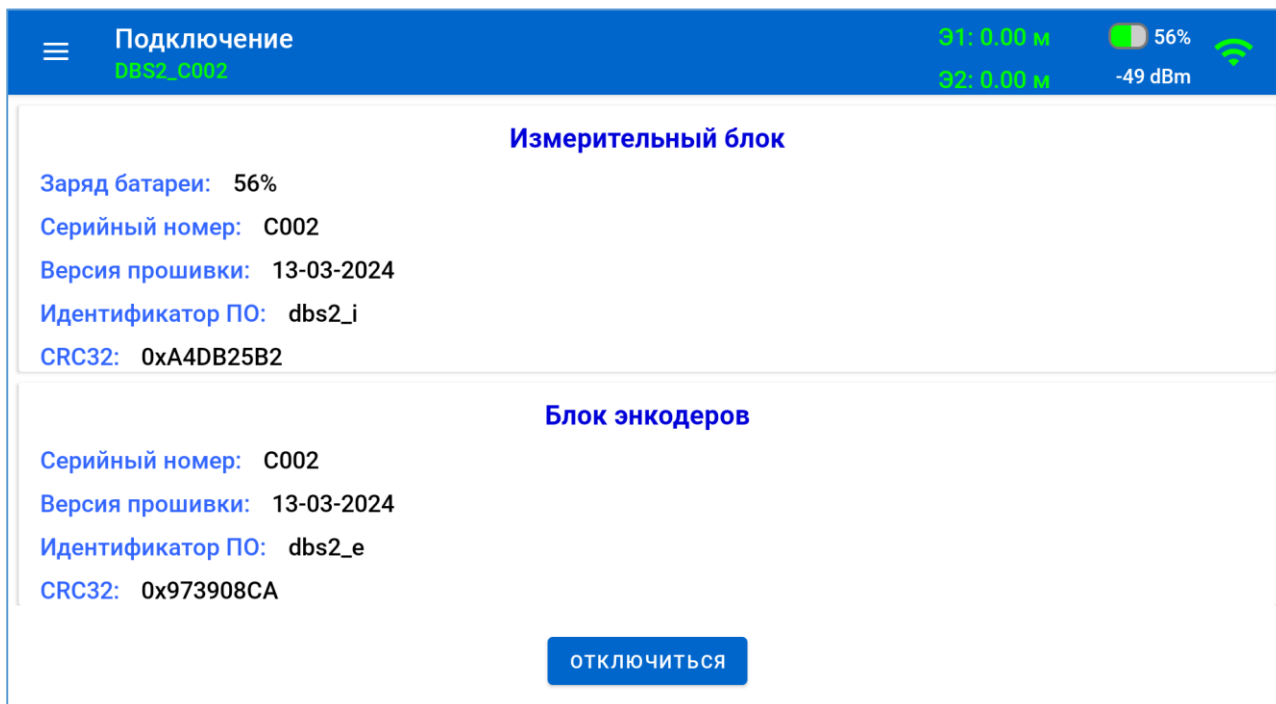 Подключение
DBS2_C002
Э1: 0.00 м
Э2: 0.00 м
56%
-49 dBm
Измерительный блок
Заряд батареи: 56%
Серийный номер: C002
Версия прошивки: 13-03-2024
Идентификатор ПО: dbs2_i
CRC32: 0xA4DB25B2
Блок энкодеров
Серийный номер: C002
Версия прошивки: 13-03-2024
Идентификатор ПО: dbs2_e
CRC32: 0x973908CA
ОТКЛЮЧИТЬСЯ